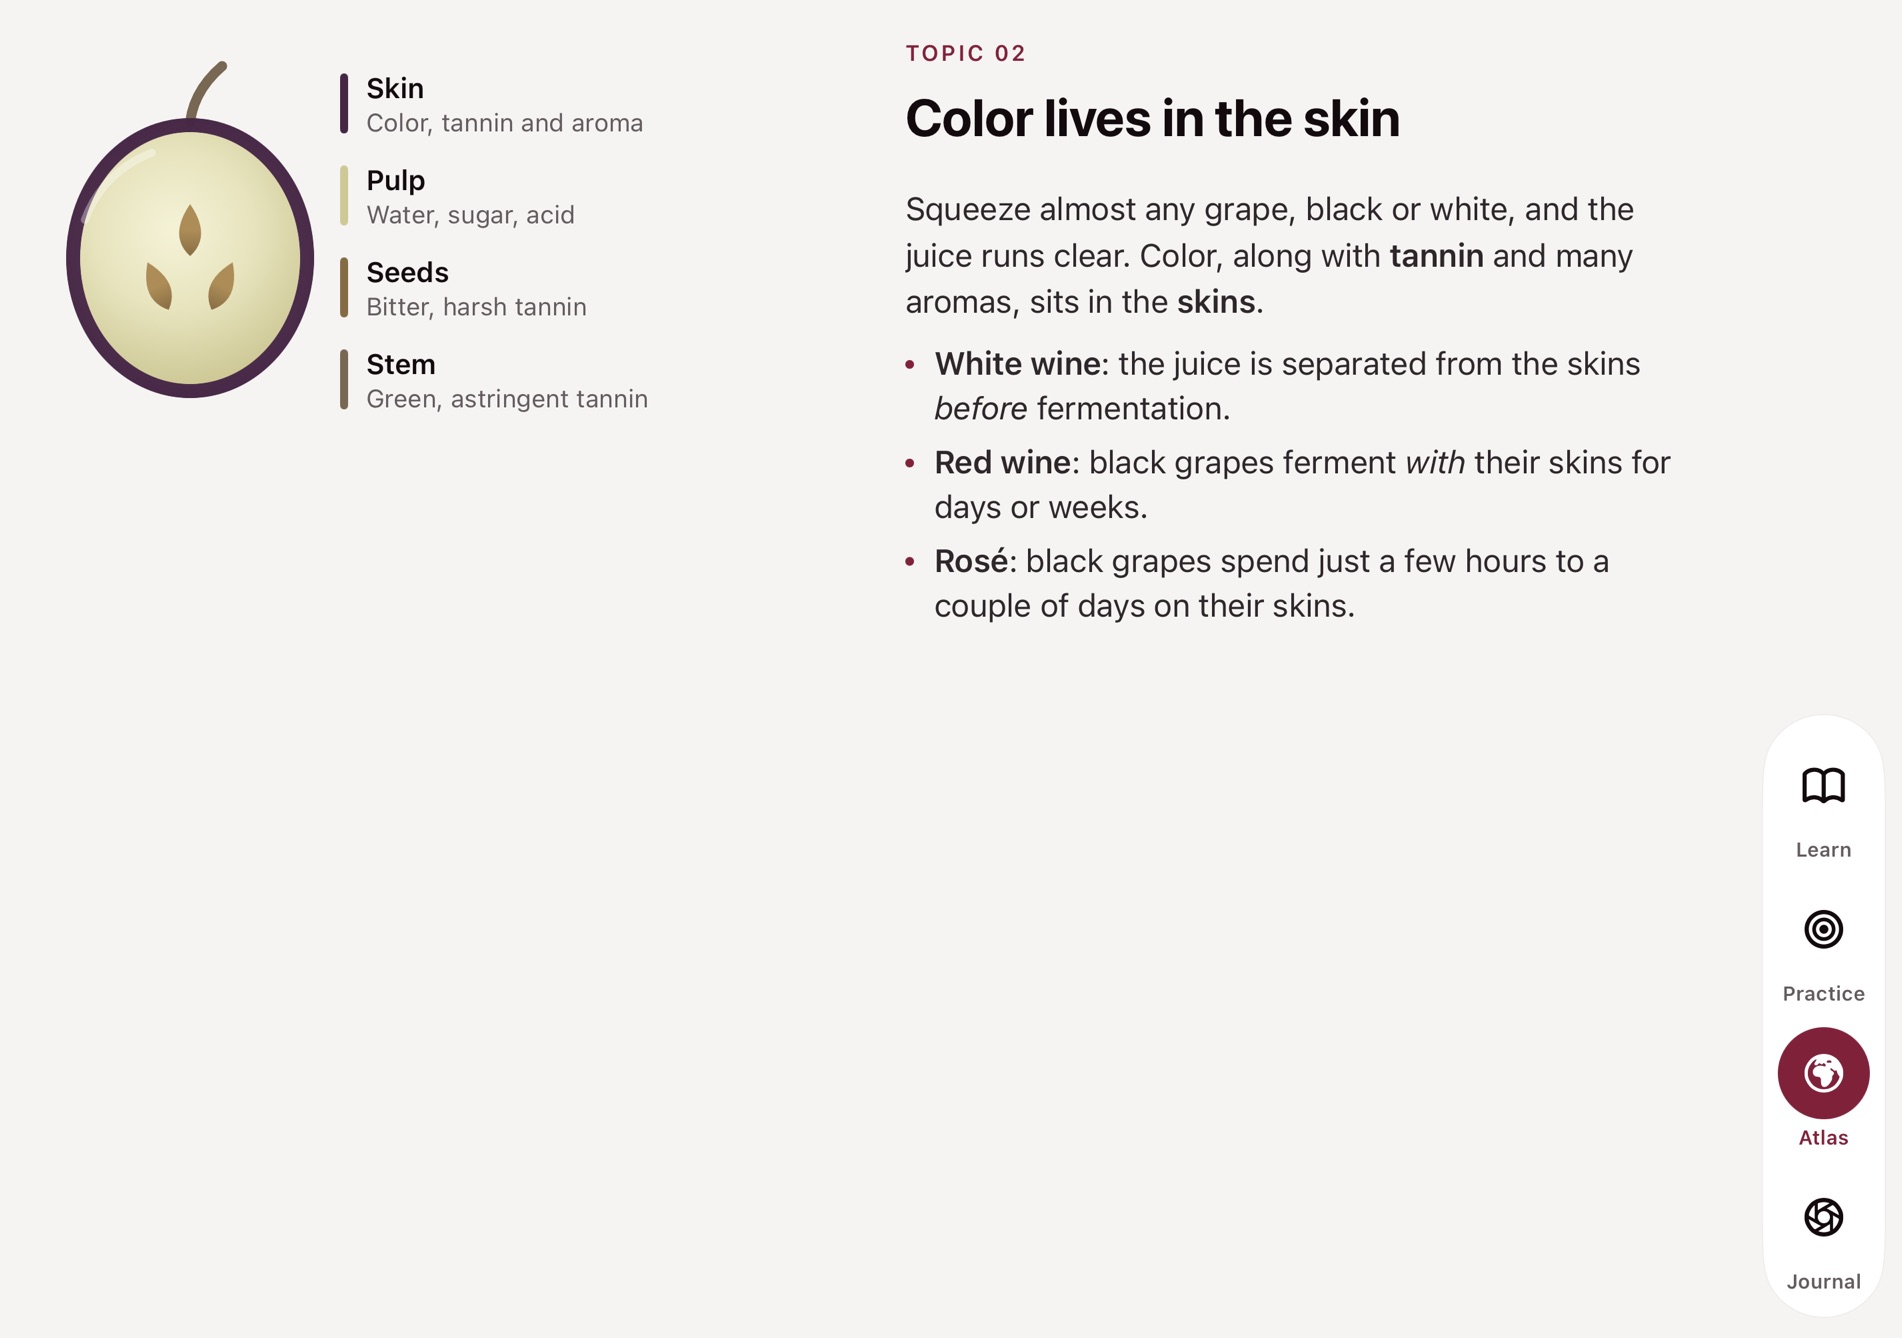 Skin
Color, tannin and aroma
Pulp
Water, sugar, acid
Seeds
Bitter, harsh tannin
Stem
Green, astringent tannin
TOPIC 02
Color lives in the skin
Squeeze almost any grape, black or white, and the
juice runs clear. Color, along with tannin and many
aromas, sits in the skins.
• White wine: the juice is separated from the skins
before fermentation.
• Red wine: black grapes ferment with their skins for
days or weeks.
• Rosé: black grapes spend just a few hours to a
couple of days on their skins.
Learn
Practice
Atlas
Journal